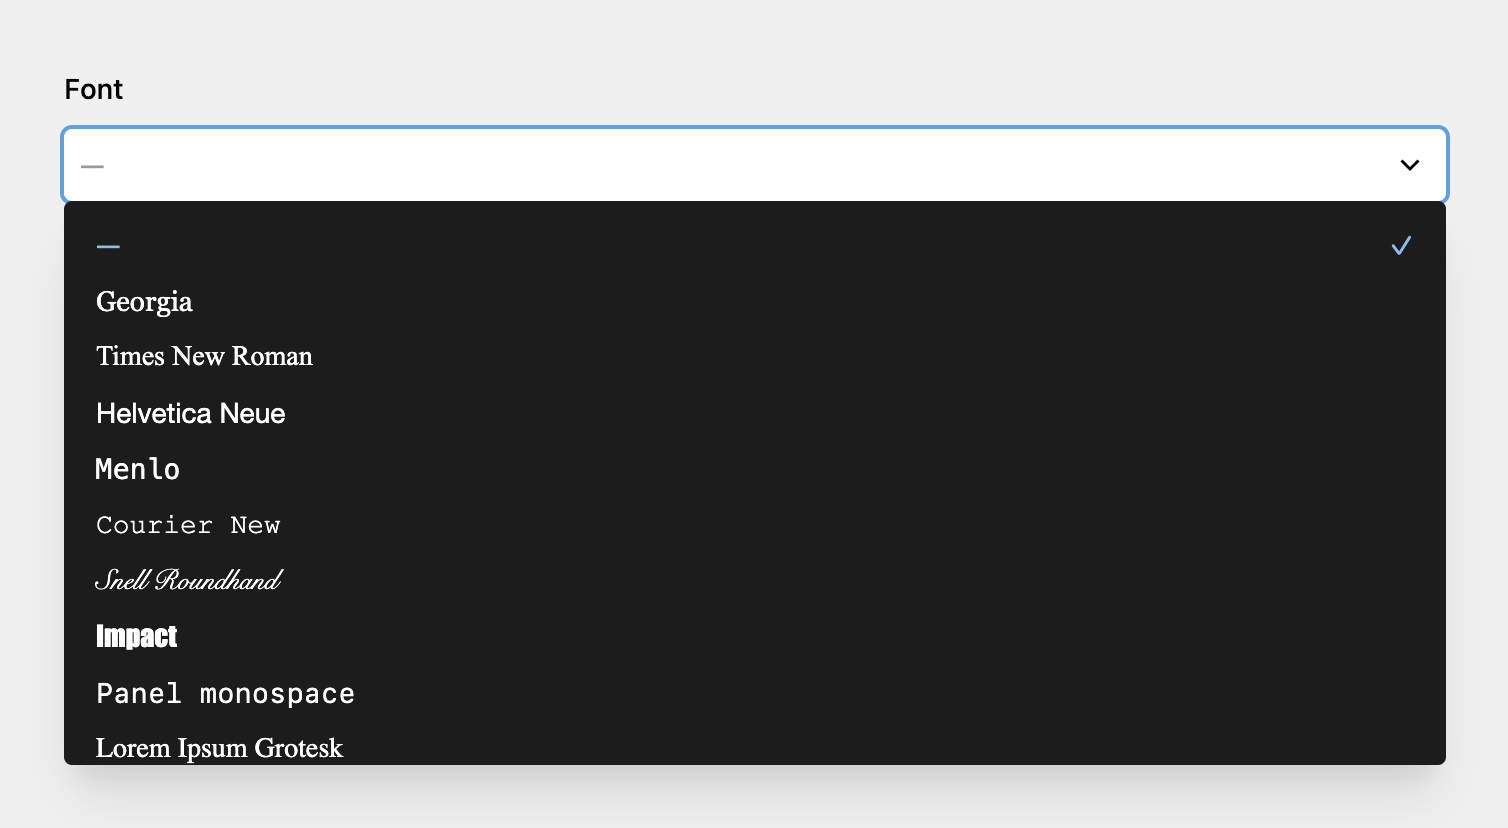 Font
—
—
Georgia
Times New Roman
Helvetica Neue
Menlo
Courier New
Snell Roundhand
Impact
Panel monospace
Lorem Ipsum Grotesk